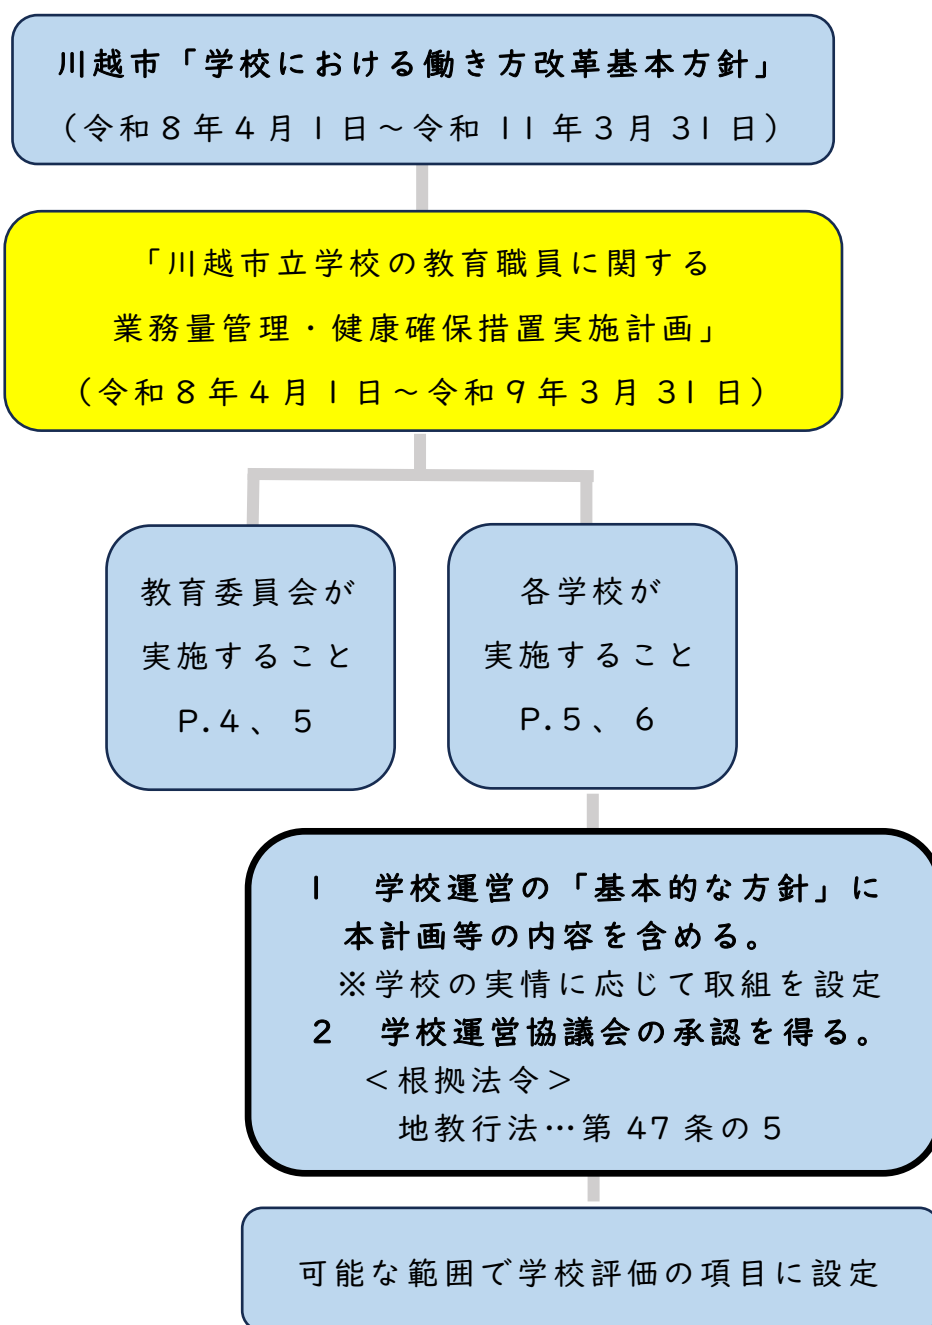 川越市「学校における働き方改革基本方針」
（令和８年４月１日～令和１１年３月３１日）
「川越市立学校の教育職員に関する
業務量管理・健康確保措置実施計画」
（令和８年４月１日～令和９年３月３１日）
教育委員会が
実施すること
P.４、５
各学校が
実施すること
P.５、６
１　学校運営の「基本的な方針」に
本計画等の内容を含める。
※学校の実情に応じて取組を設定
２　学校運営協議会の承認を得る。
＜根拠法令＞
地教行法…第 47 条の５
可能な範囲で学校評価の項目に設定